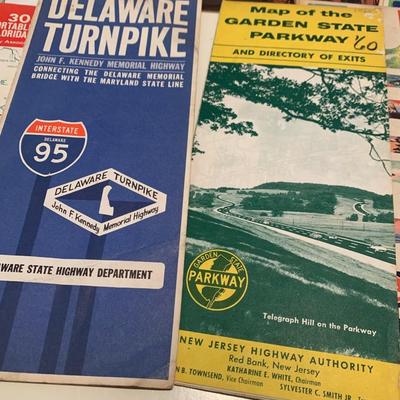 30
FLORIDA
DELAWARE
TURNPIKE
JOHN F. KENNEDY MEMORIAL HIGHWAY
CONNECTING THE DELAWARE MEMORIAL
BRIDGE WITH THE MARYLAND STATE LINE
INTERSTATE
DELAWARE
95
DELAWARE TURNPIKE
John F. Kennedy Memorial Highway
WARE STATE HIGHWAY DEPARTMENT
Map of the
GARDEN STATE
PARKWAY
'60
AND DIRECTORY OF EXITS
GARDEN STATE
PARKWAY
Telegraph Hill on the Parkway
NEW JERSEY HIGHWAY AUTHORITY
Red Bank, New Jersey
KATHARINE E. WHITE, Chairman
N B. TOWNSEND, Vice Chairman
SYLVESTER C. SMITH JR.